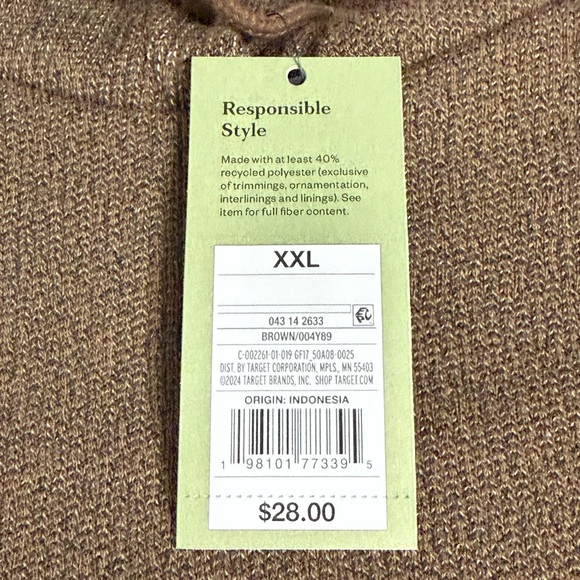 Responsible
Style
Made with at least 40%
recycled polyester (exclusive
of trimmings, ornamentation,
interlinings and linings). See
item for full fiber content.
XXL
043 14 2633
BROWN/004Y89
C-002261-01-019 GF17_50A08-0025
DIST. BY TARGET CORPORATION, MPLS., MN 55403
©2024 TARGET BRANDS, INC. SHOP TARGET.COM
ORIGIN: INDONESIA
1 98101 77339 5
$28.00